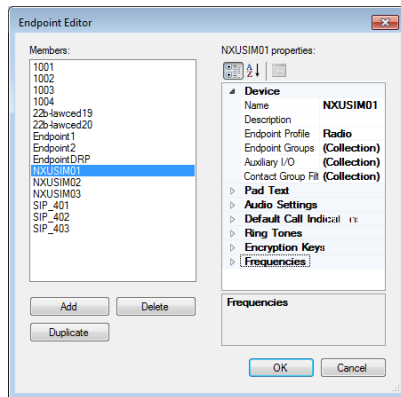 Endpoint Editor
Members:
1001
1002
1003
1004
22b-lawced19
22b-lawced20
Endpoint1
Endpoint2
EndpointDRP
NXUSIM01
NXUSIM02
NXUSIM03
SIP_401
SIP_402
SIP_403
Add
Delete
Duplicate
NXUSIM01 properties:
Device
Name NXUSIM01
Description
Endpoint Profile Radio
Endpoint Groups (Collection)
Auxiliary I/O (Collection)
Contact Group Filt (Collection)
Pad Text
Audio Settings
Default Call
Ring Tones
Encryption Keys
Frequencies
Frequencies
OK
Cancel